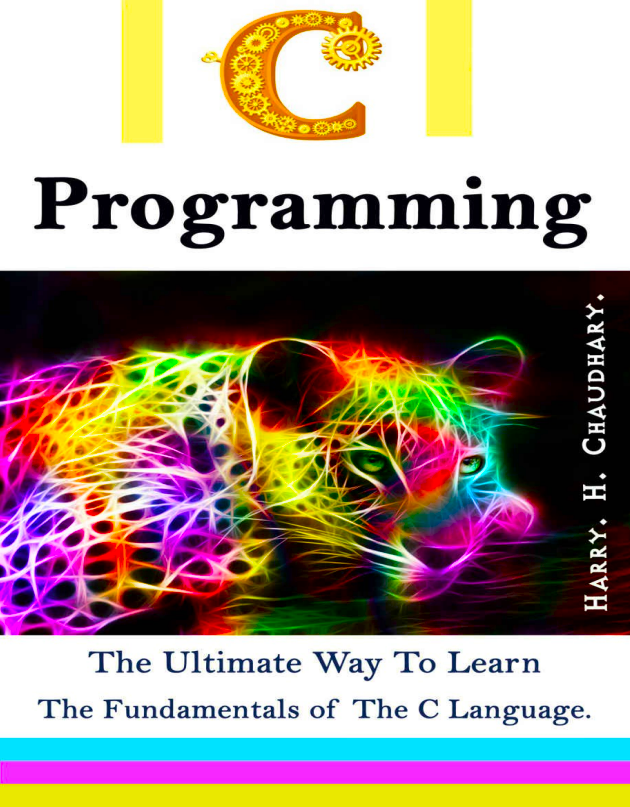 C
Programming
HARRY. H. CHAUDHARY.
The Ultimate Way To Learn
The Fundamentals of The C Language.